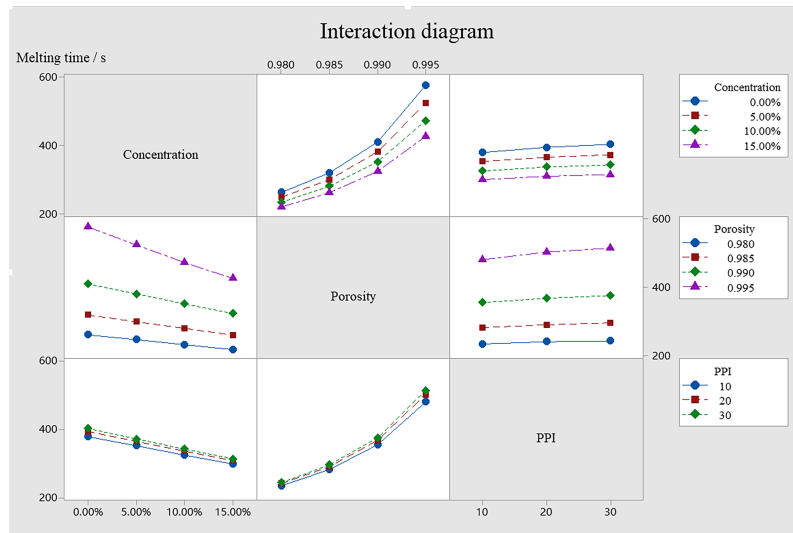 Interaction diagram
Melting time / s
0.980 0.985 0.990 0.995
600
400
200
Concentration
Concentration
0.00%
5.00%
10.00%
15.00%
Porosity
600
400
200
Porosity
0.980
0.985
0.990
0.995
600
400
200
PPI
PPI
10
20
30
0.00% 5.00% 10.00% 15.00%
10 20 30